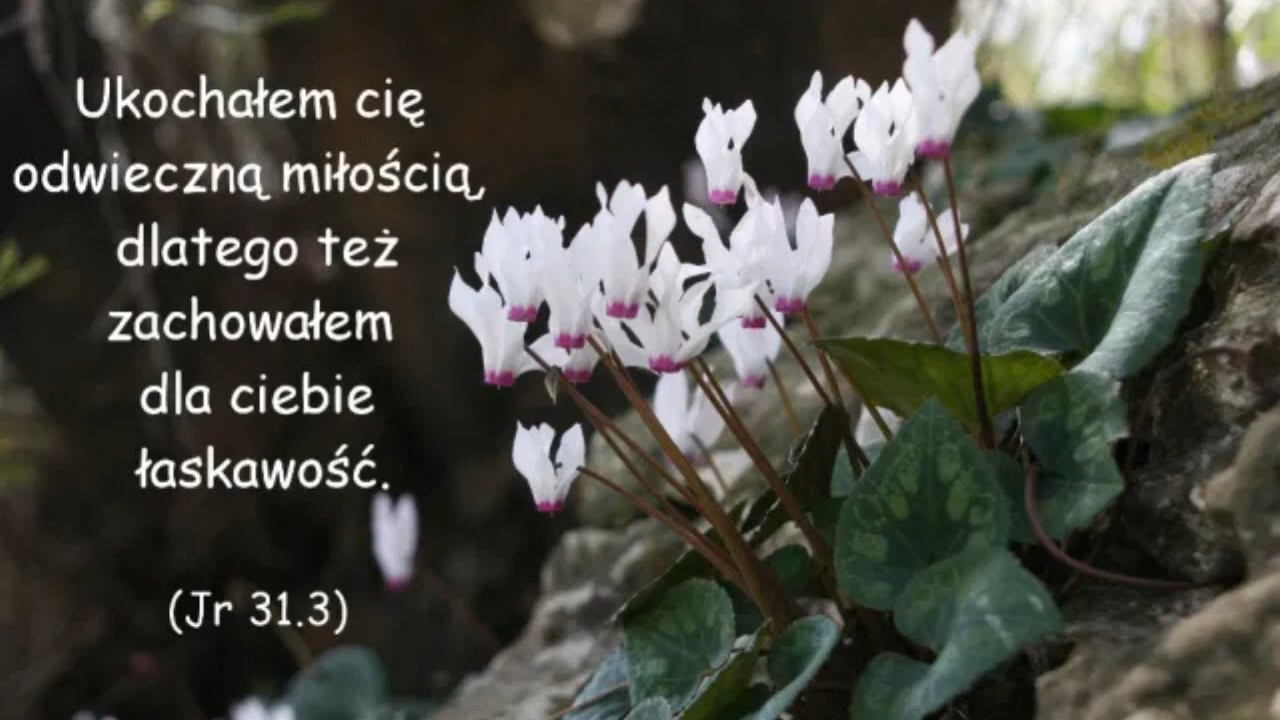 Ukochałem cię
odwieczną miłością,
dlatego też
zachowałem
dla ciebie
łaskawość.
(Jr 31.3)